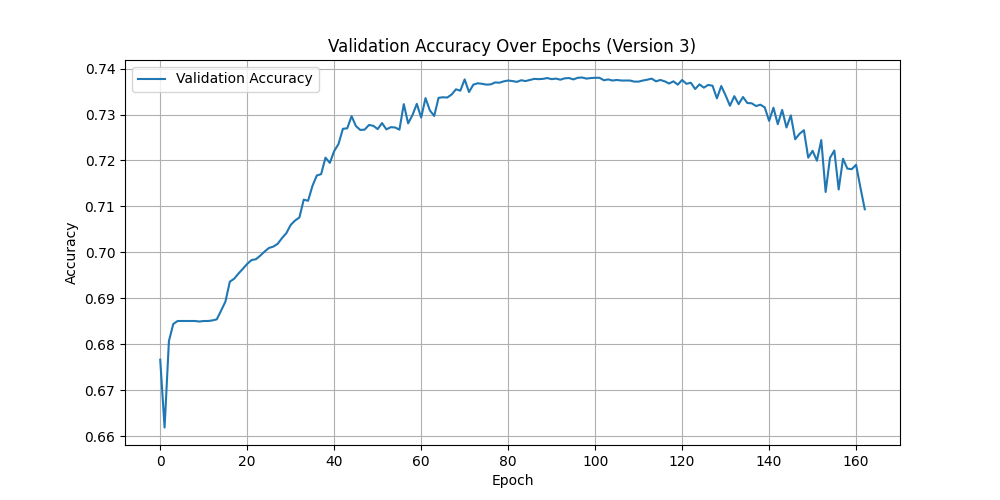 Validation Accuracy Over Epochs (Version 3)
Validation Accuracy
0.74
0.73
0.72
0.71
0.70
0.69
0.68
0.67
0.66
Accuracy
0 20 40 60 80 100 120 140 160
Epoch